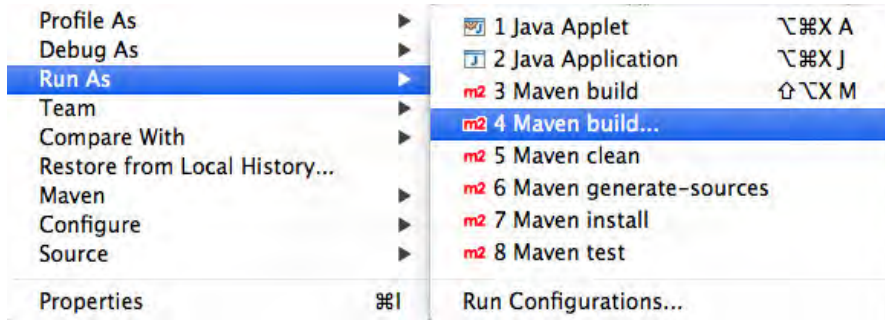 Profile As
Debug As
Run As
Team
Compare With
Restore from Local History...
Maven
Configure
Source
Properties ⌘I
1 Java Applet ⌥⌘X A
2 Java Application ⌥⌘X J
m2 3 Maven build ⇧⌥X M
m2 4 Maven build...
m2 5 Maven clean
m2 6 Maven generate-sources
m2 7 Maven install
m2 8 Maven test
Run Configurations...